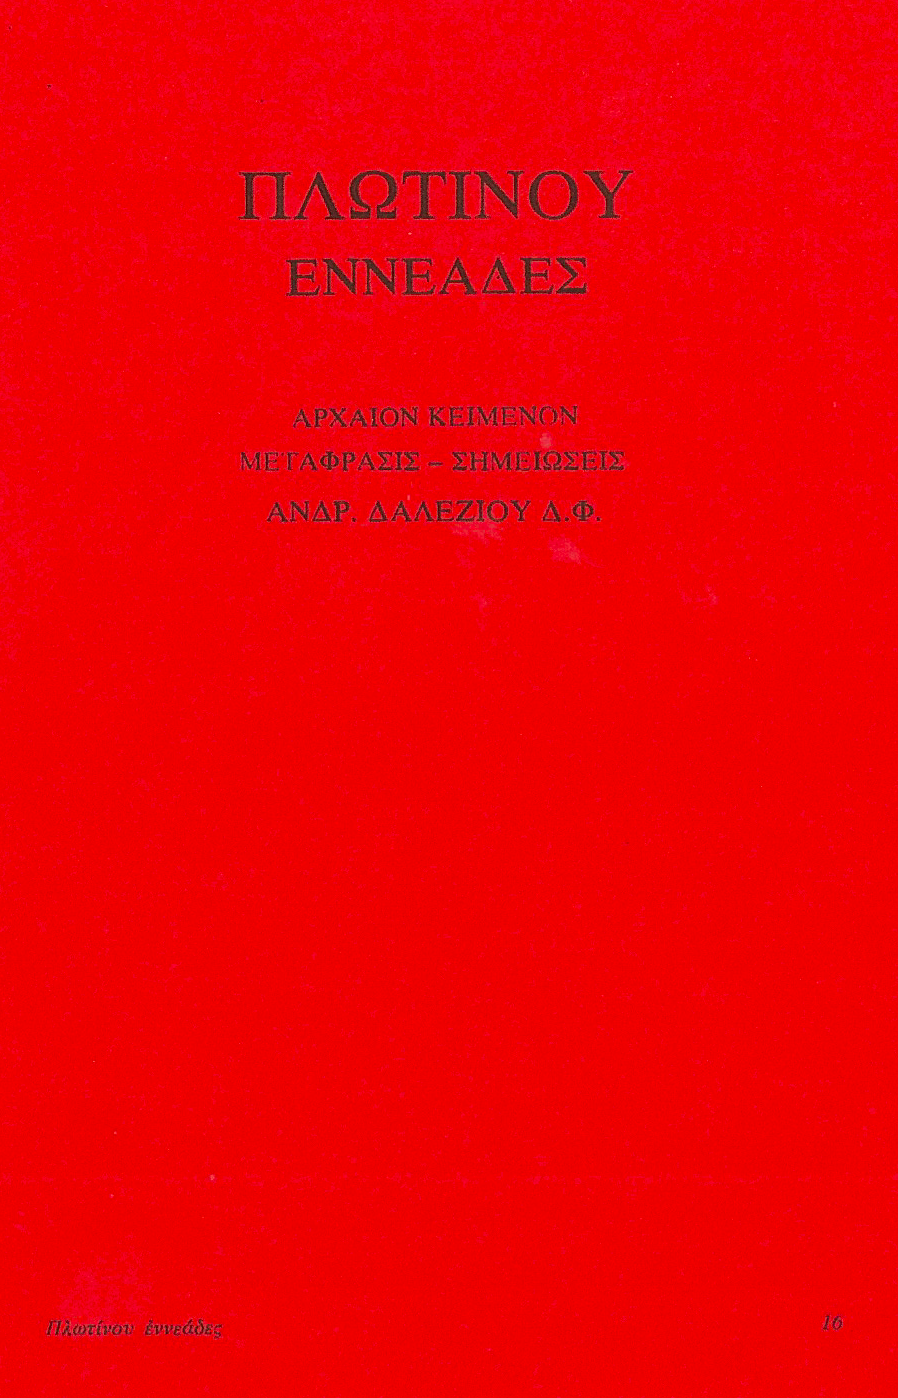 ΠΛΩΤΙΝΟΥ
ΕΝΝΕΑΔΕΣ
ΑΡΧΑΙΟΝ ΚΕΙΜΕΝΟΝ
ΜΕΤΑΦΡΑΣΙΣ – ΣΗΜΕΙΩΣΕΙΣ
ΑΝΔΡ. ΔΑΛΕΖΙΟΥ Δ.Φ.
Πλωτίνου ἐννεάδες
16